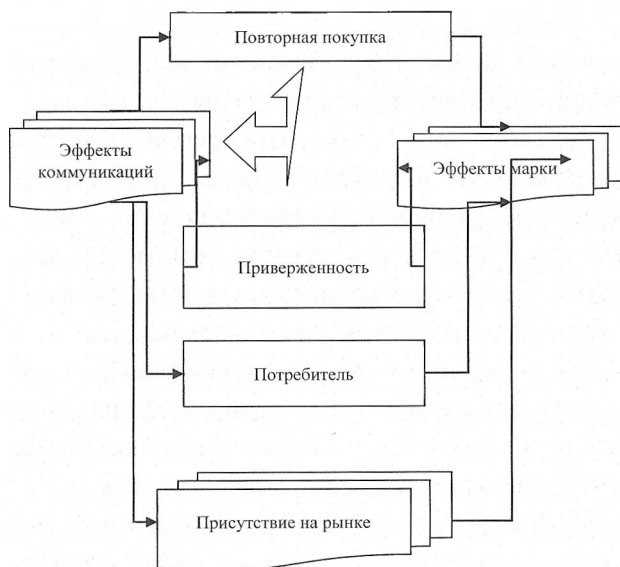 Повторная покупка
Эффекты
коммуникаций
Эффекты марки
Приверженность
Потребитель
Присутствие на рынке